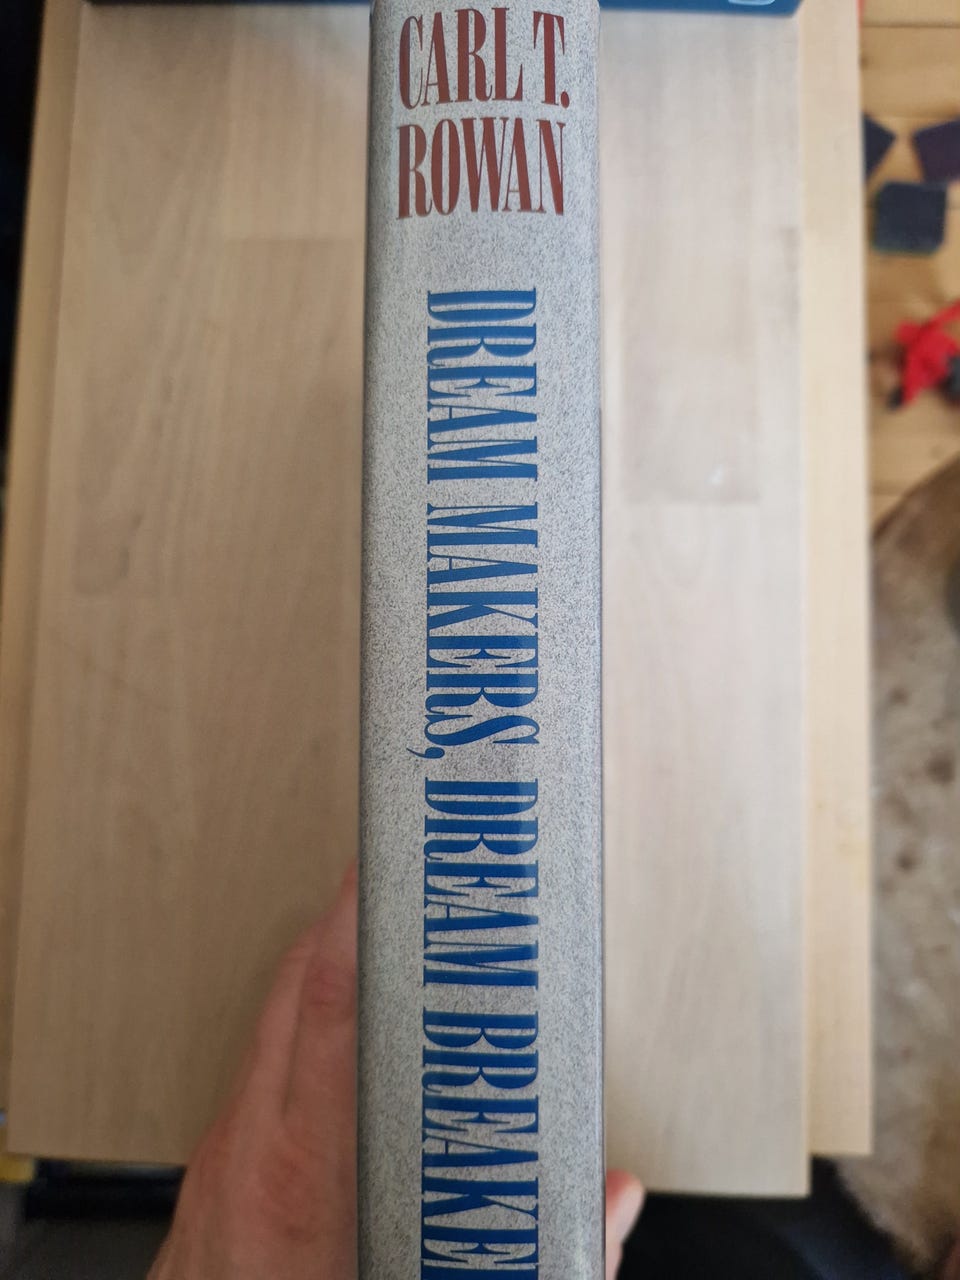 CARL T.
ROWAN
DREAM MAKERS, DREAM BREAKE